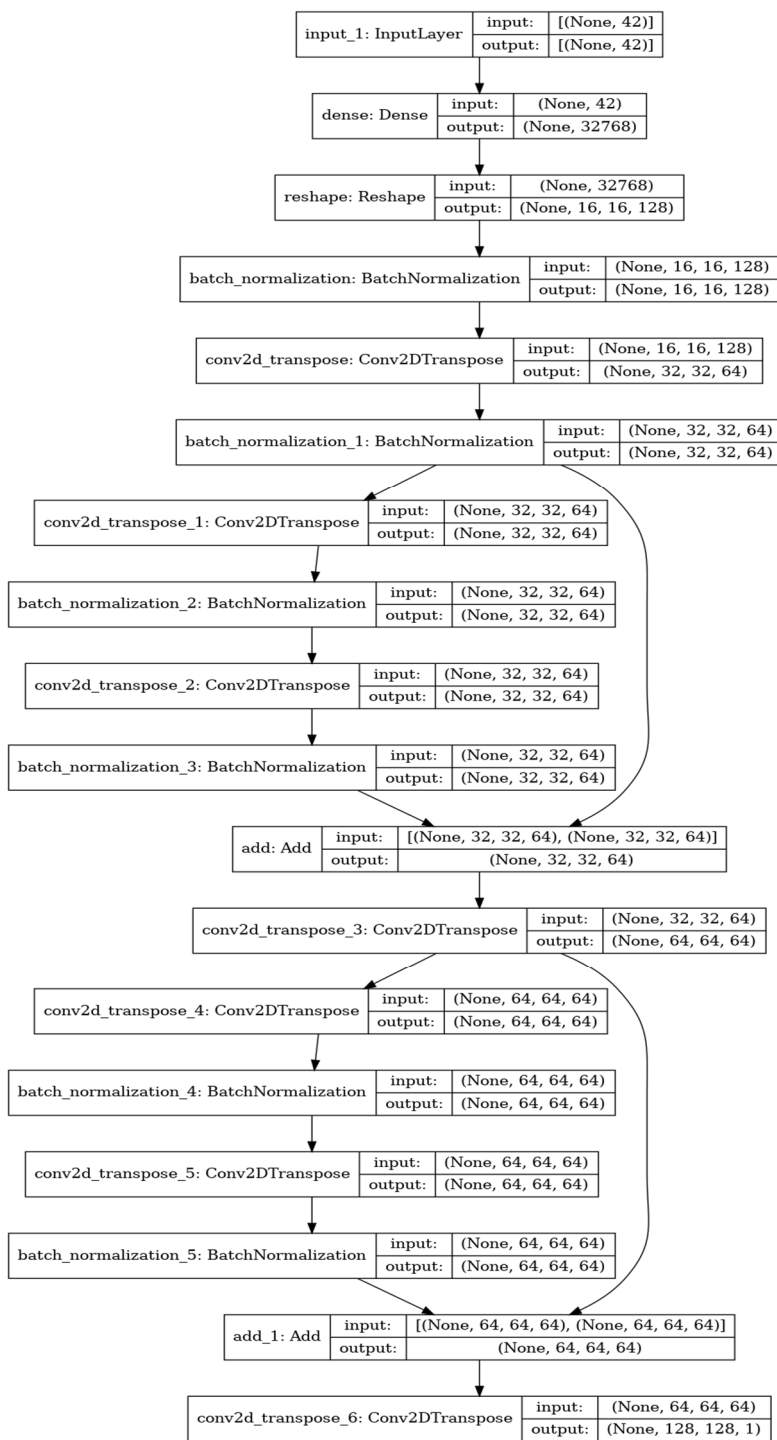 input_1: InputLayer
input: [(None, 42)]
output: [(None, 42)]
dense: Dense
input: (None, 42)
output: (None, 32768)
reshape: Reshape
input: (None, 32768)
output: (None, 16, 16, 128)
batch_normalization: BatchNormalization
input: (None, 16, 16, 128)
output: (None, 16, 16, 128)
conv2d_transpose: Conv2DTranspose
input: (None, 16, 16, 128)
output: (None, 32, 32, 64)
batch_normalization_1: BatchNormalization
input: (None, 32, 32, 64)
output: (None, 32, 32, 64)
conv2d_transpose_1: Conv2DTranspose
input: (None, 32, 32, 64)
output: (None, 32, 32, 64)
batch_normalization_2: BatchNormalization
input: (None, 32, 32, 64)
output: (None, 32, 32, 64)
conv2d_transpose_2: Conv2DTranspose
input: (None, 32, 32, 64)
output: (None, 32, 32, 64)
batch_normalization_3: BatchNormalization
input: (None, 32, 32, 64)
output: (None, 32, 32, 64)
add: Add
input: [(None, 32, 32, 64), (None, 32, 32, 64)]
output: (None, 32, 32, 64)
conv2d_transpose_3: Conv2DTranspose
input: (None, 32, 32, 64)
output: (None, 64, 64, 64)
conv2d_transpose_4: Conv2DTranspose
input: (None, 64, 64, 64)
output: (None, 64, 64, 64)
batch_normalization_4: BatchNormalization
input: (None, 64, 64, 64)
output: (None, 64, 64, 64)
conv2d_transpose_5: Conv2DTranspose
input: (None, 64, 64, 64)
output: (None, 64, 64, 64)
batch_normalization_5: BatchNormalization
input: (None, 64, 64, 64)
output: (None, 64, 64, 64)
add_1: Add
input: [(None, 64, 64, 64), (None, 64, 64, 64)]
output: (None, 64, 64, 64)
conv2d_transpose_6: Conv2DTranspose
input: (None, 64, 64, 64)
output: (None, 128, 128, 1)